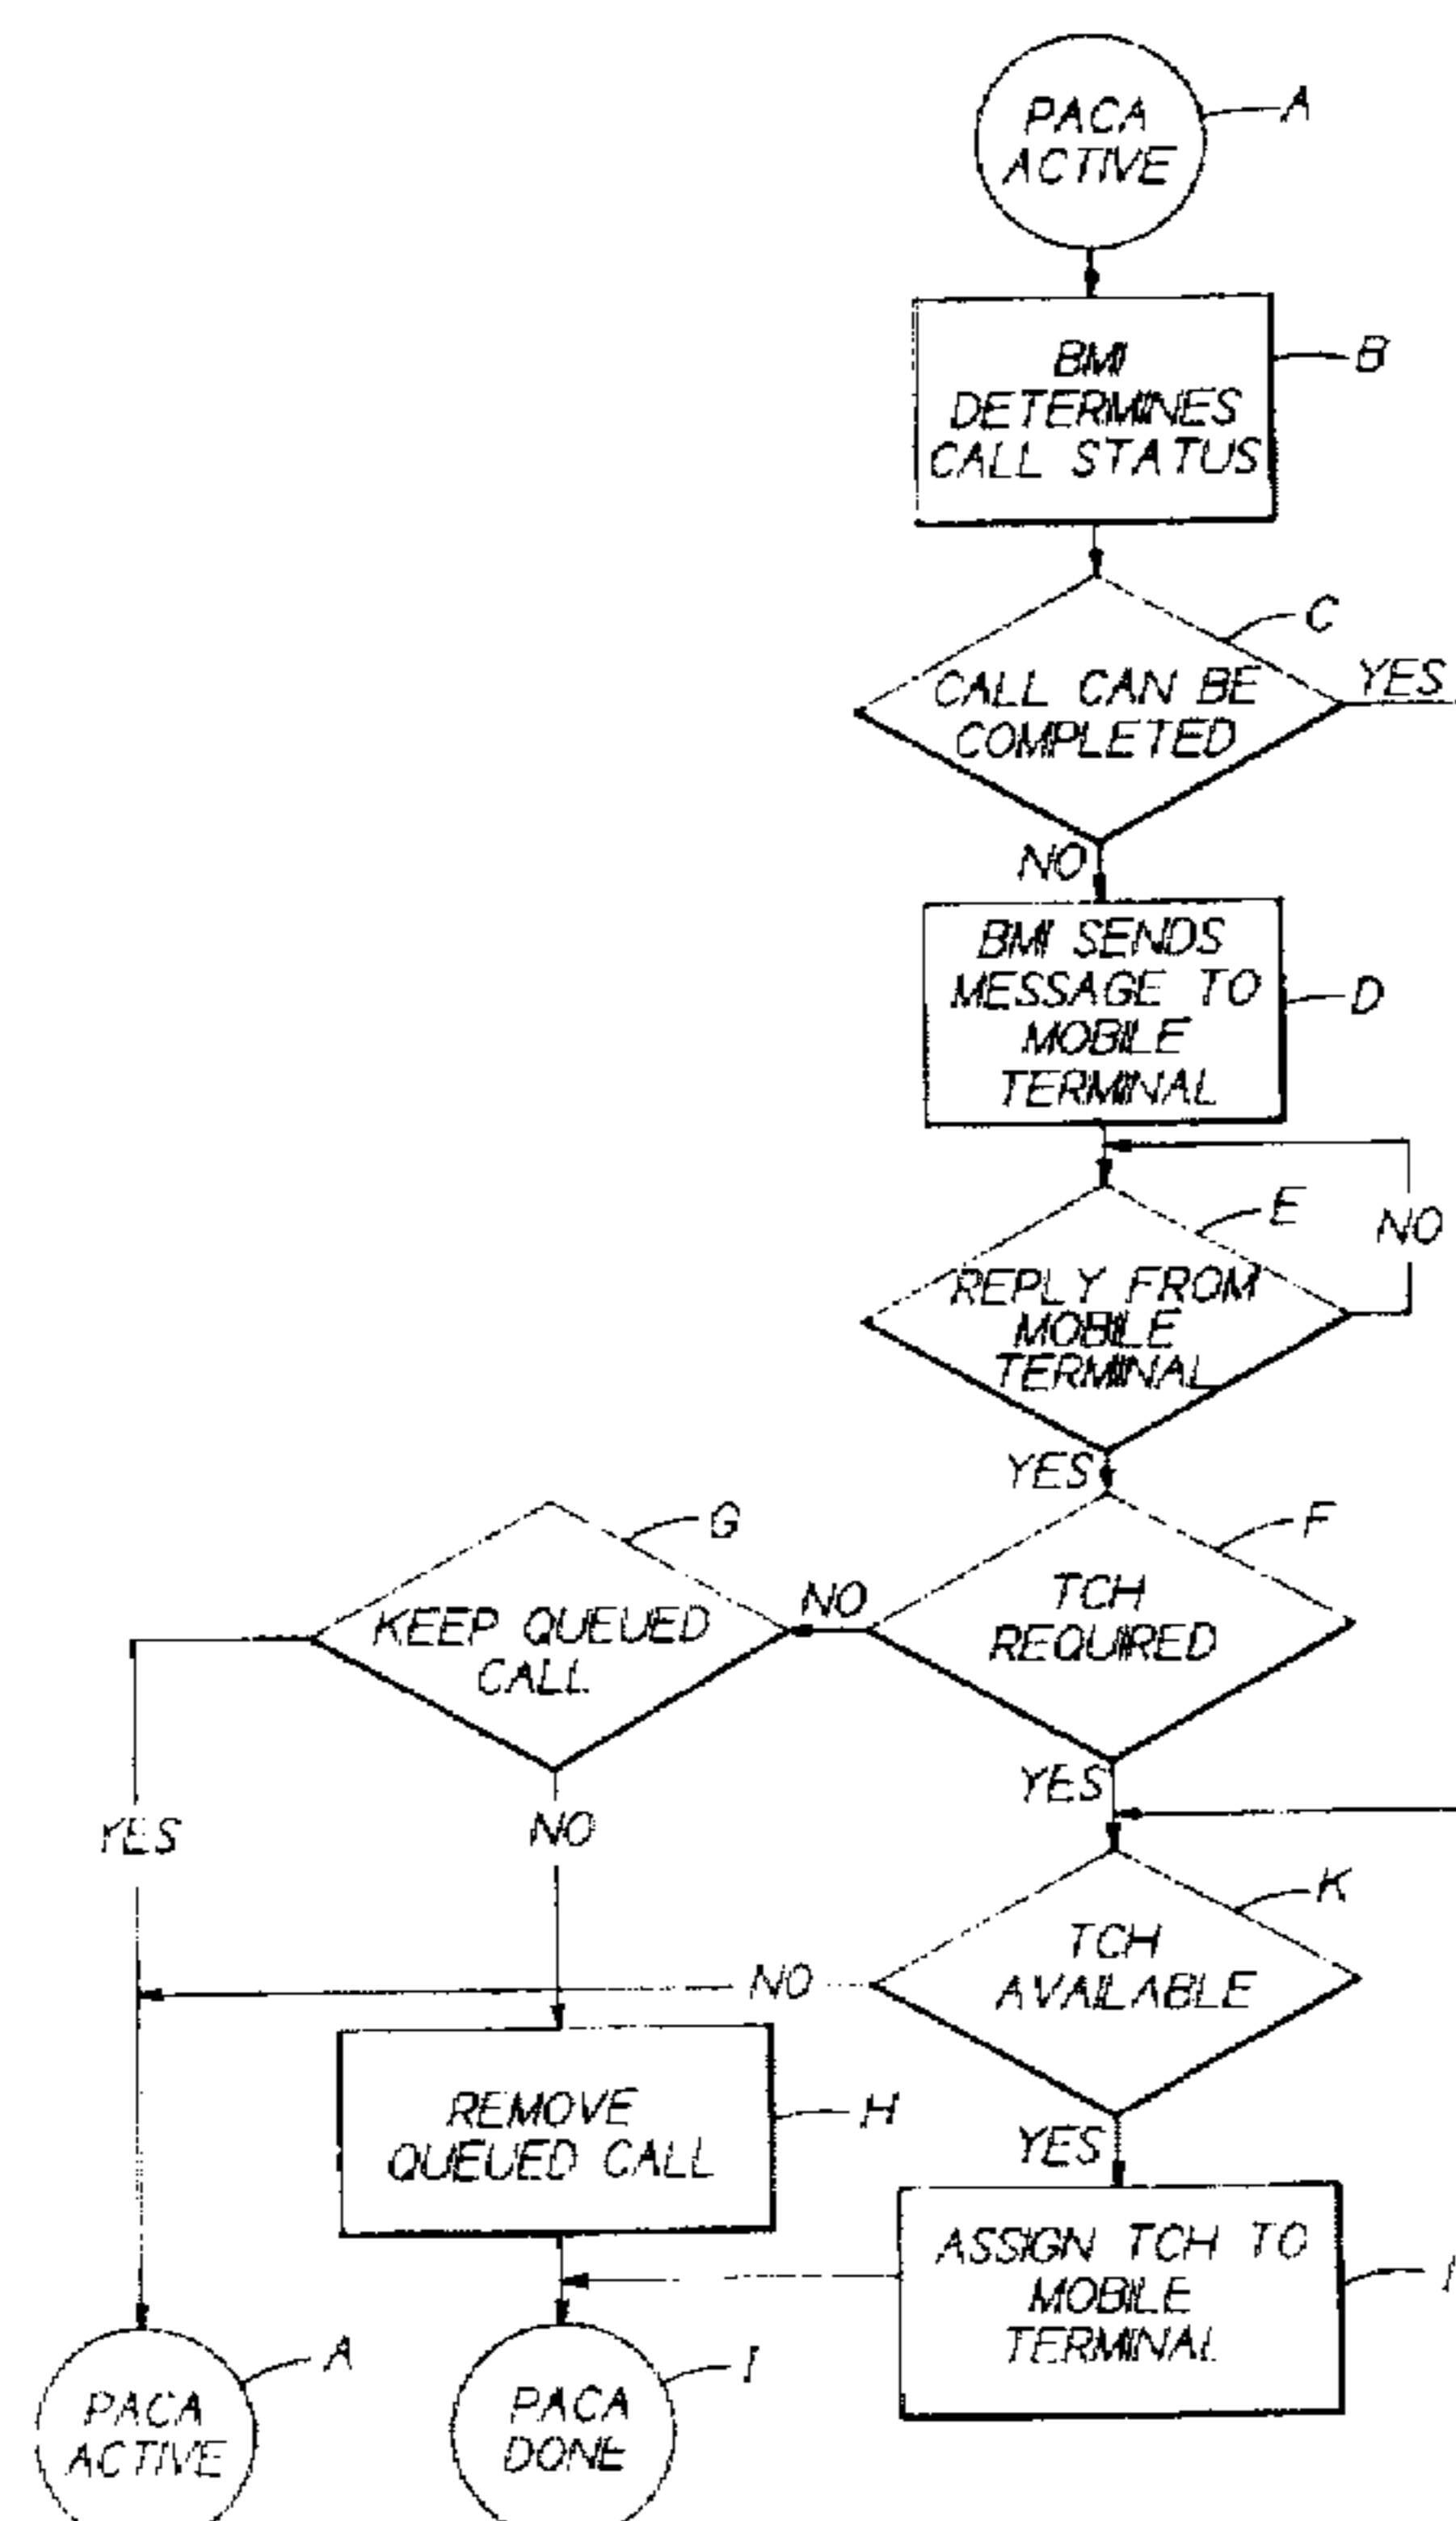 PACA
ACTIVE
A
BMI
DETERMINES
CALL STATUS
B
C
CALL CAN BE
COMPLETED
YES
NO
BMI SENDS
MESSAGE TO
MOBILE
TERMINAL
D
E
NO
REPLY FROM
MOBILE
TERMINAL
YES
G
F
KEEP QUEUED
CALL
NO
TCH
REQUIRED
YES
NO
YES
K
TCH
AVAILABLE
NO
REMOVE
QUEUED CALL
H
YES
ASSIGN TCH TO
MOBILE
TERMINAL
A
I
PACA
ACTIVE
PACA
DONE